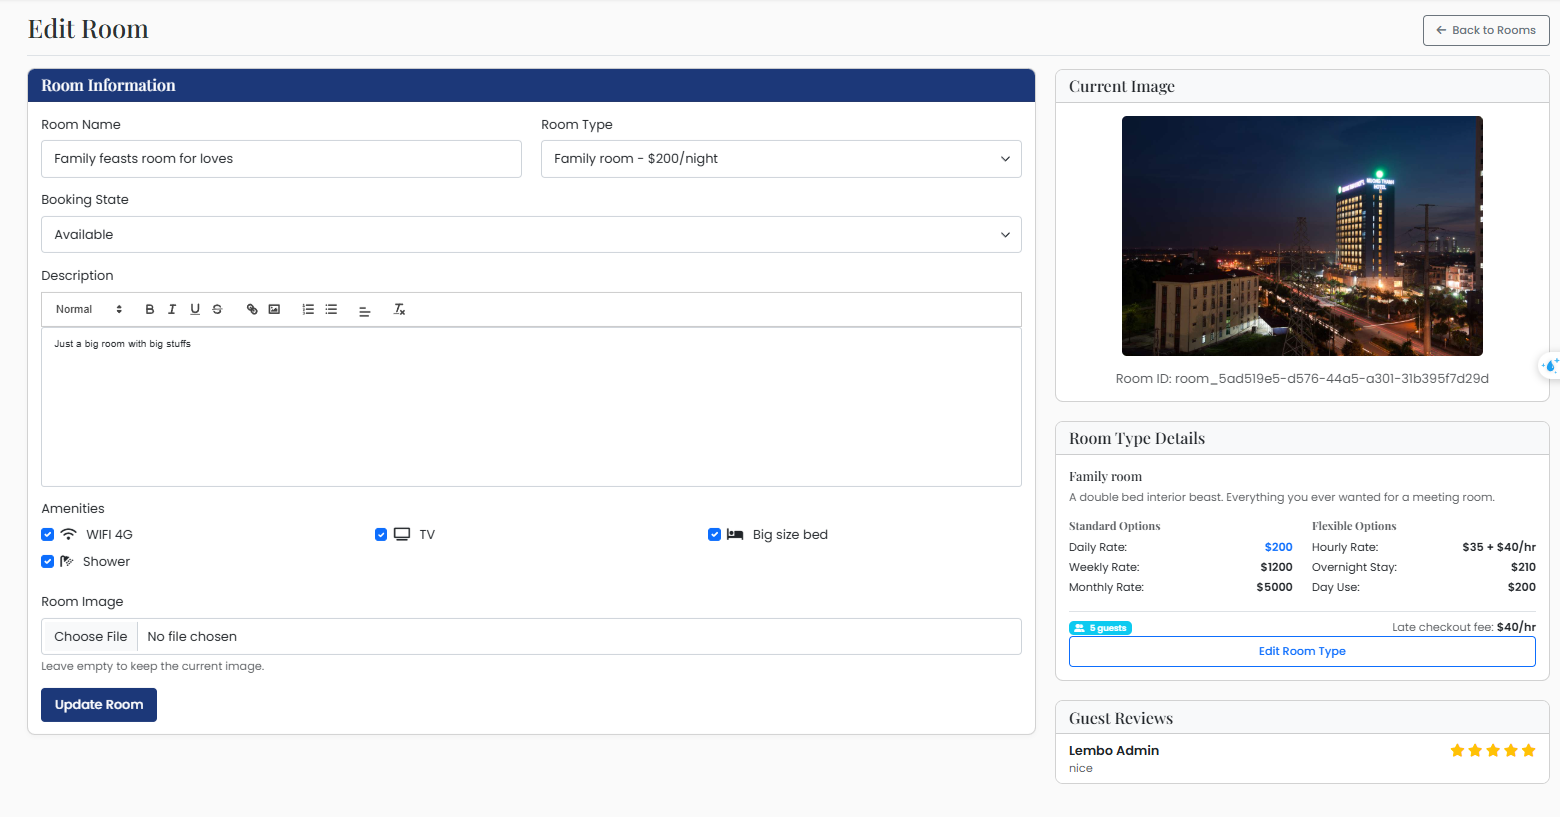 Edit Room
Back to Rooms
Room Information
Room Name
Room Type
Family feasts room for loves
Family room - $200/night
Booking State
Available
Description
Normal
Just a big room with big stuffs
Amenities
WIFI 4G
TV
Big size bed
Shower
Room Image
Choose File No file chosen
Leave empty to keep the current image.
Update Room
Current Image
Room ID: room_5ad519e5-d576-44a5-a301-31b395f7d29d
Room Type Details
Family room
A double bed interior beast. Everything you ever wanted for a meeting room.
Standard Options
Daily Rate: $200
Weekly Rate: $1200
Monthly Rate: $5000
Flexible Options
Hourly Rate: $35 + $40/hr
Overnight Stay: $210
Day Use: $200
5 guests
Late checkout fee: $40/hr
Edit Room Type
Guest Reviews
Lembo Admin
nice